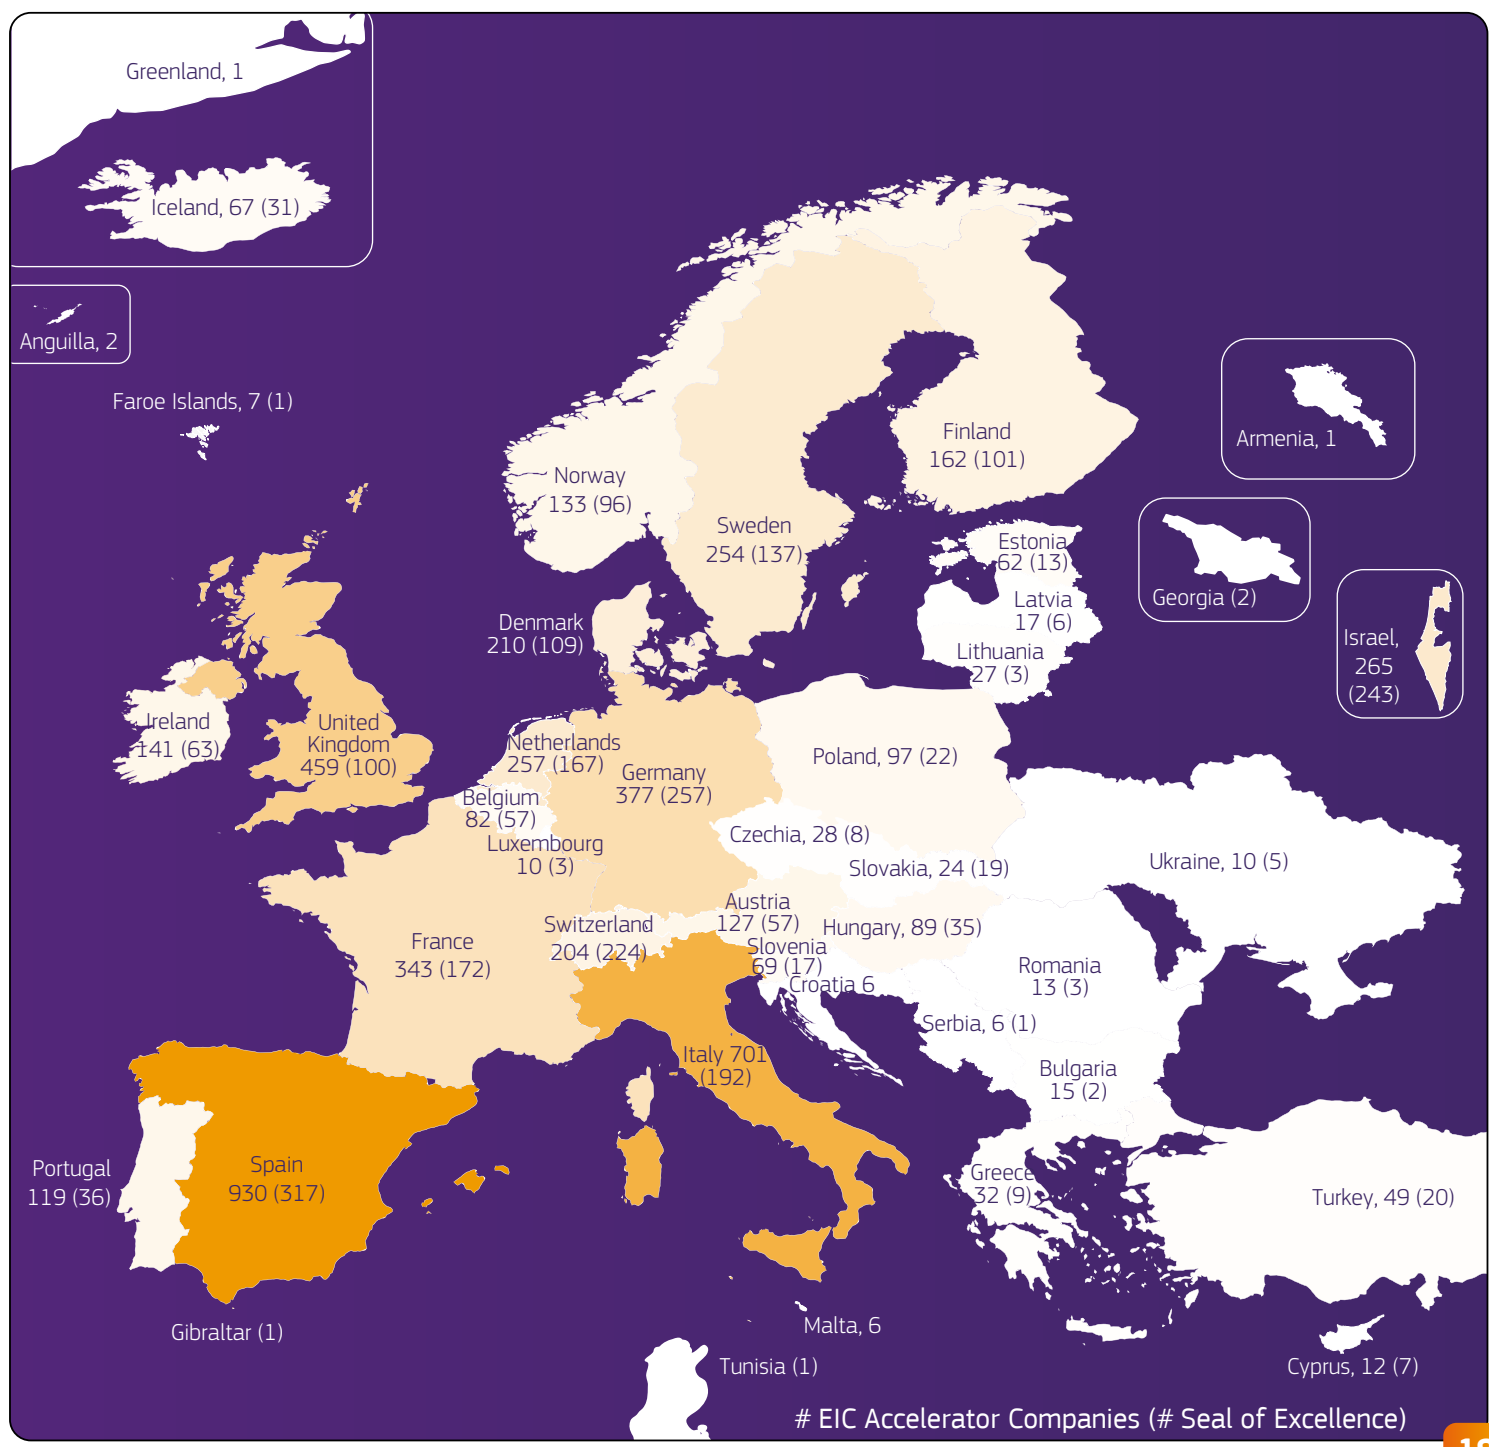 Greenland, 1
Iceland, 67 (31)
Anguilla, 2
Faroe Islands, 7 (1)
Armenia, 1
Finland
162 (101)
Norway
133 (96)
Sweden
254 (137)
Estonia
62 (13)
Georgia (2)
Latvia
17 (6)
Denmark
210 (109)
Lithuania
27 (3)
Israel,
265
(243)
Ireland
141 (63)
United
Kingdom
459 (100)
Netherlands
257 (167)
Germany
377 (257)
Poland, 97 (22)
Belgium
82 (57)
Luxembourg
10 (3)
Czechia, 28 (8)
Slovakia, 24 (19)
Ukraine, 10 (5)
Austria
127 (57)
Switzerland
204 (224)
Hungary, 89 (35)
France
343 (172)
Slovenia
69 (17)
Croatia 6
Romania
13 (3)
Serbia, 6 (1)
Italy 701
(192)
Bulgaria
15 (2)
Portugal
119 (36)
Spain
930 (317)
Greece
32 (9)
Turkey, 49 (20)
Gibraltar (1)
Malta, 6
Tunisia (1)
Cyprus, 12 (7)
# EIC Accelerator Companies (# Seal of Excellence)